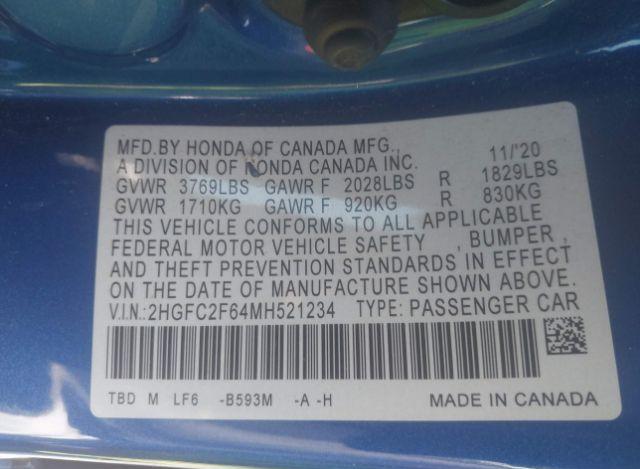 MFD.BY HONDA OF CANADA MFG., 11/'20
A DIVISION OF HONDA CANADA INC.
GVWR 3769LBS GAWR F 2028LBS R 1829LBS
GVWR 1710KG GAWR F 920KG R 830KG
THIS VEHICLE CONFORMS TO ALL APPLICABLE
FEDERAL MOTOR VEHICLE SAFETY , BUMPER,
AND THEFT PREVENTION STANDARDS IN EFFECT
ON THE DATE OF MANUFACTURE SHOWN ABOVE.
V.I.N.:2HGFC2F64MH521234 TYPE: PASSENGER CAR
TBD M LF6 -B593M -A -H MADE IN CANADA